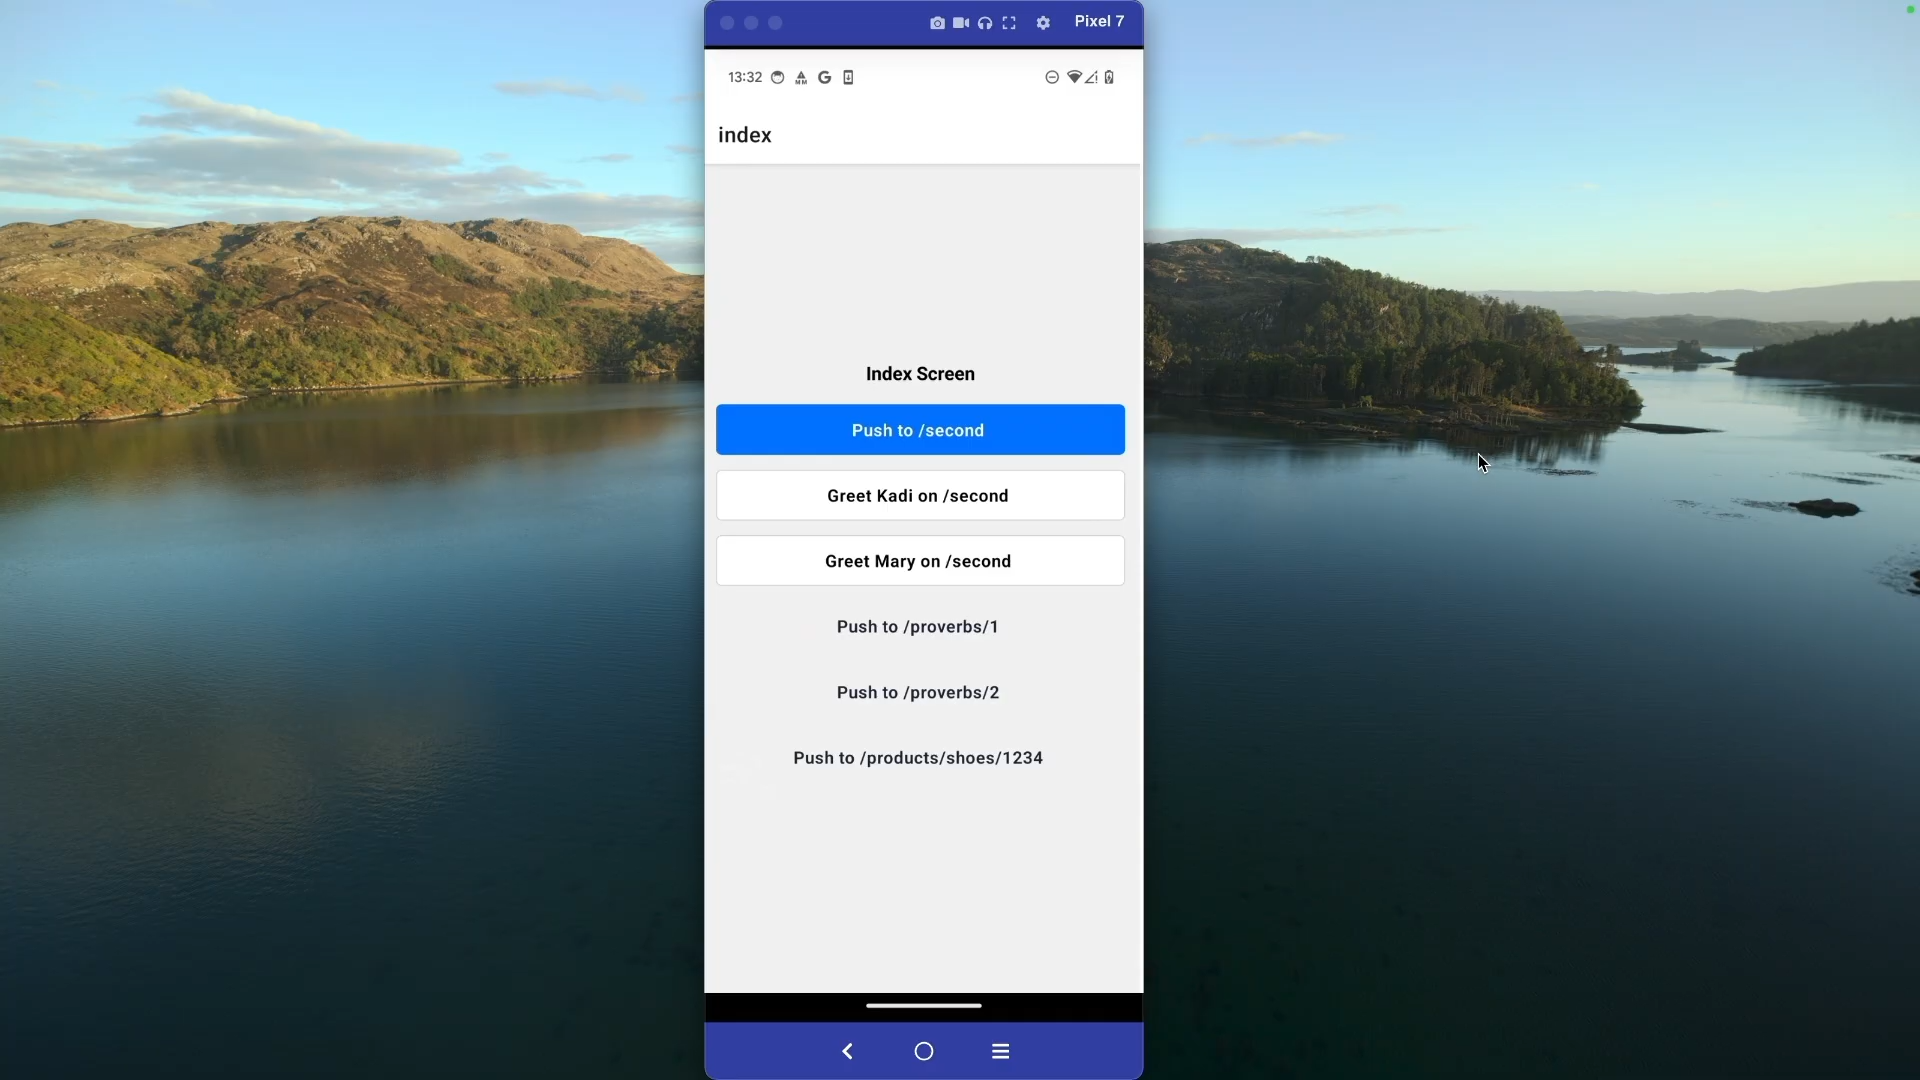 Pixel 7
13:32
index
Index Screen
Push to /second
Greet Kadi on /second
Greet Mary on /second
Push to /proverbs/1
Push to /proverbs/2
Push to /products/shoes/1234